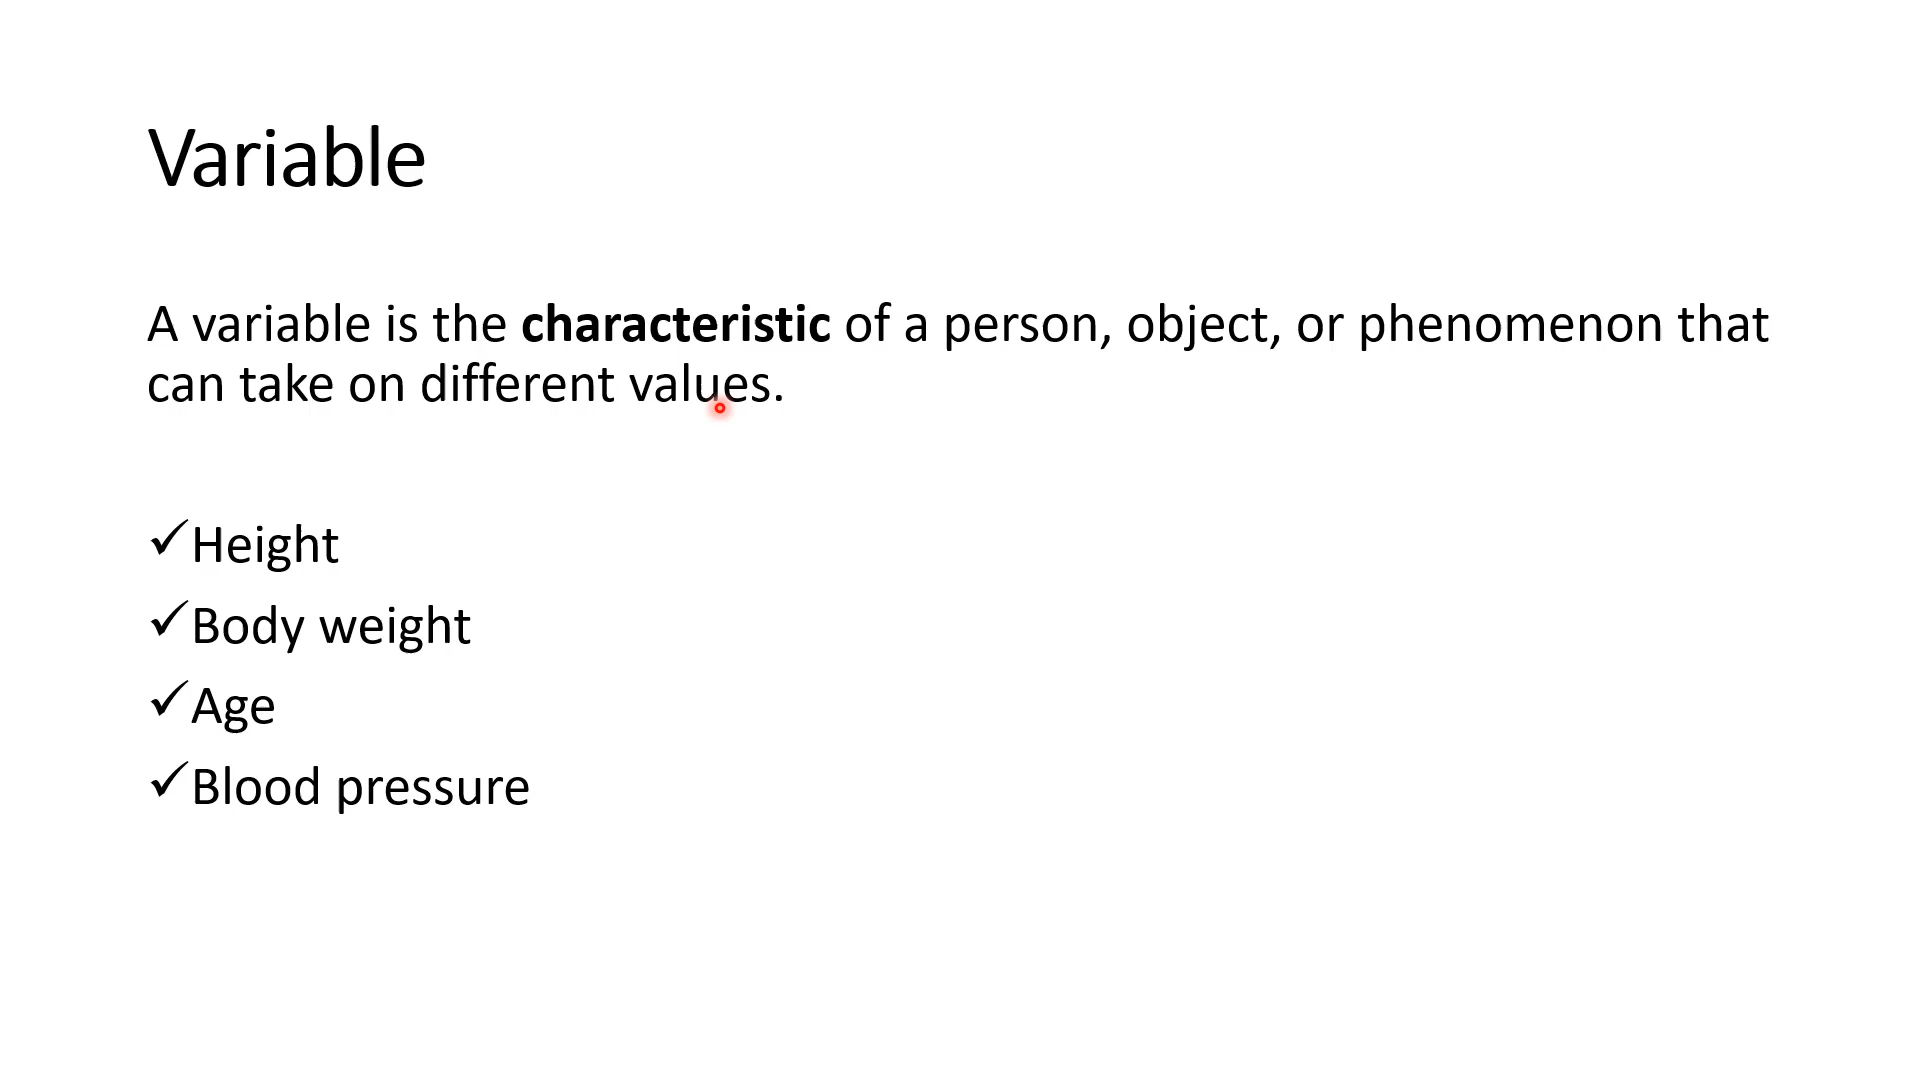 Variable
A variable is the characteristic of a person, object, or phenomenon that
can take on different values.
✓Height
✓Body weight
✓Age
✓Blood pressure